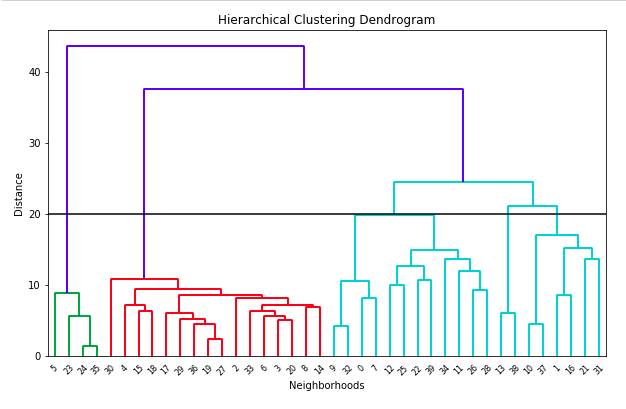 Hierarchical Clustering Dendrogram
40
30
20
10
0
Distance
5 23 24 35 30 4 15 18 17 29 36 19 27 2 33 6 3 20 8 14 9 32 0 7 12 25 22 39 34 11 26 28 13 38 10 37 1 16 21 31
Neighborhoods